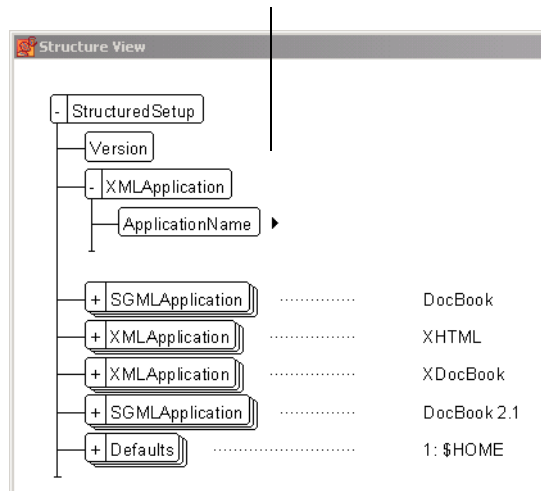 Structure View
- StructuredSetup
Version
- XMLApplication
ApplicationName
+ SGMLApplication ............... DocBook
+ XMLApplication ............... XHTML
+ XMLApplication ............... XDocBook
+ SGMLApplication ............... DocBook 2.1
+ Defaults ............................ 1: $HOME